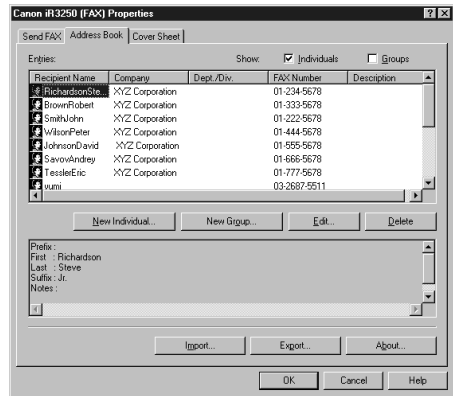 Canon iR3250 (FAX) Properties
Send FAX Address Book Cover Sheet
Entries: Show: Individuals Groups
Recipient Name Company Dept./Div. FAX Number Description
RichardsonSte... XYZ Corporation 01-234-5678
BrownRobert XYZ Corporation 01-333-5678
SmithJohn XYZ Corporation 01-222-5678
WilsonPeter XYZ Corporation 01-444-5678
JohnsonDavid XYZ Corporation 01-555-5678
SavovAndrey XYZ Corporation 01-666-5678
TesslerEric XYZ Corporation 01-777-5678
yumi 03-2687-5511
New Individual... New Group... Edit... Delete
Prefix :
First : Richardson
Last : Steve
Suffix : Jr.
Notes :
Import... Export... About...
OK Cancel Help